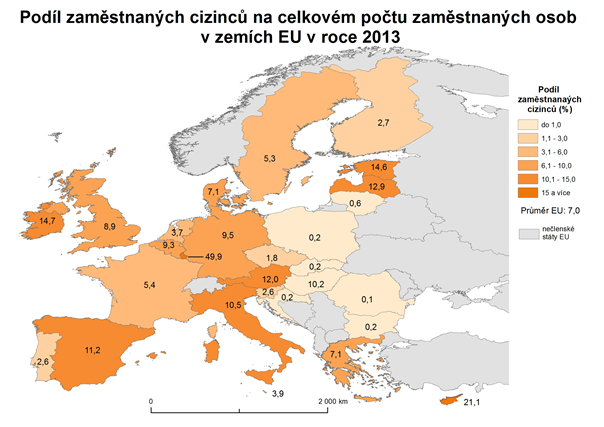 Podíl zaměstnaných cizinců na celkovém počtu zaměstnaných osob
v zemích EU v roce 2013
Podíl
zaměstnanaých
cizinců (%)
do 1,0
1,1 - 3,0
3,1 - 6,0
6,1 - 10,0
10,1 - 15,0
15 a více
Průměr EU: 7,0
nečlenské
státy EU
2,7
5,3
14,6
12,9
0,6
7,1
14,7
8,9
3,7
9,3
9,5
0,2
49,9
1,8
0,2
5,4
12,0
10,2
2,6
0,2
0,1
10,5
0,2
11,2
2,6
7,1
3,9
21,1
0
2 000 km